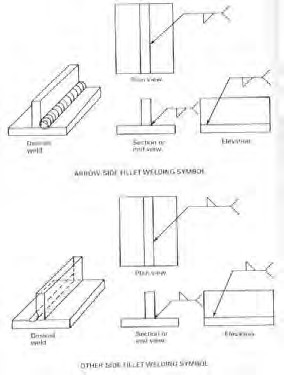 Plan view
Desired weld
Section or end view
Elevation
ARROW-SIDE FILLET WELDING SYMBOL
Plan view
Desired weld
Section or end view
Elevation
OTHER SIDE FILLET WELDING SYMBOL